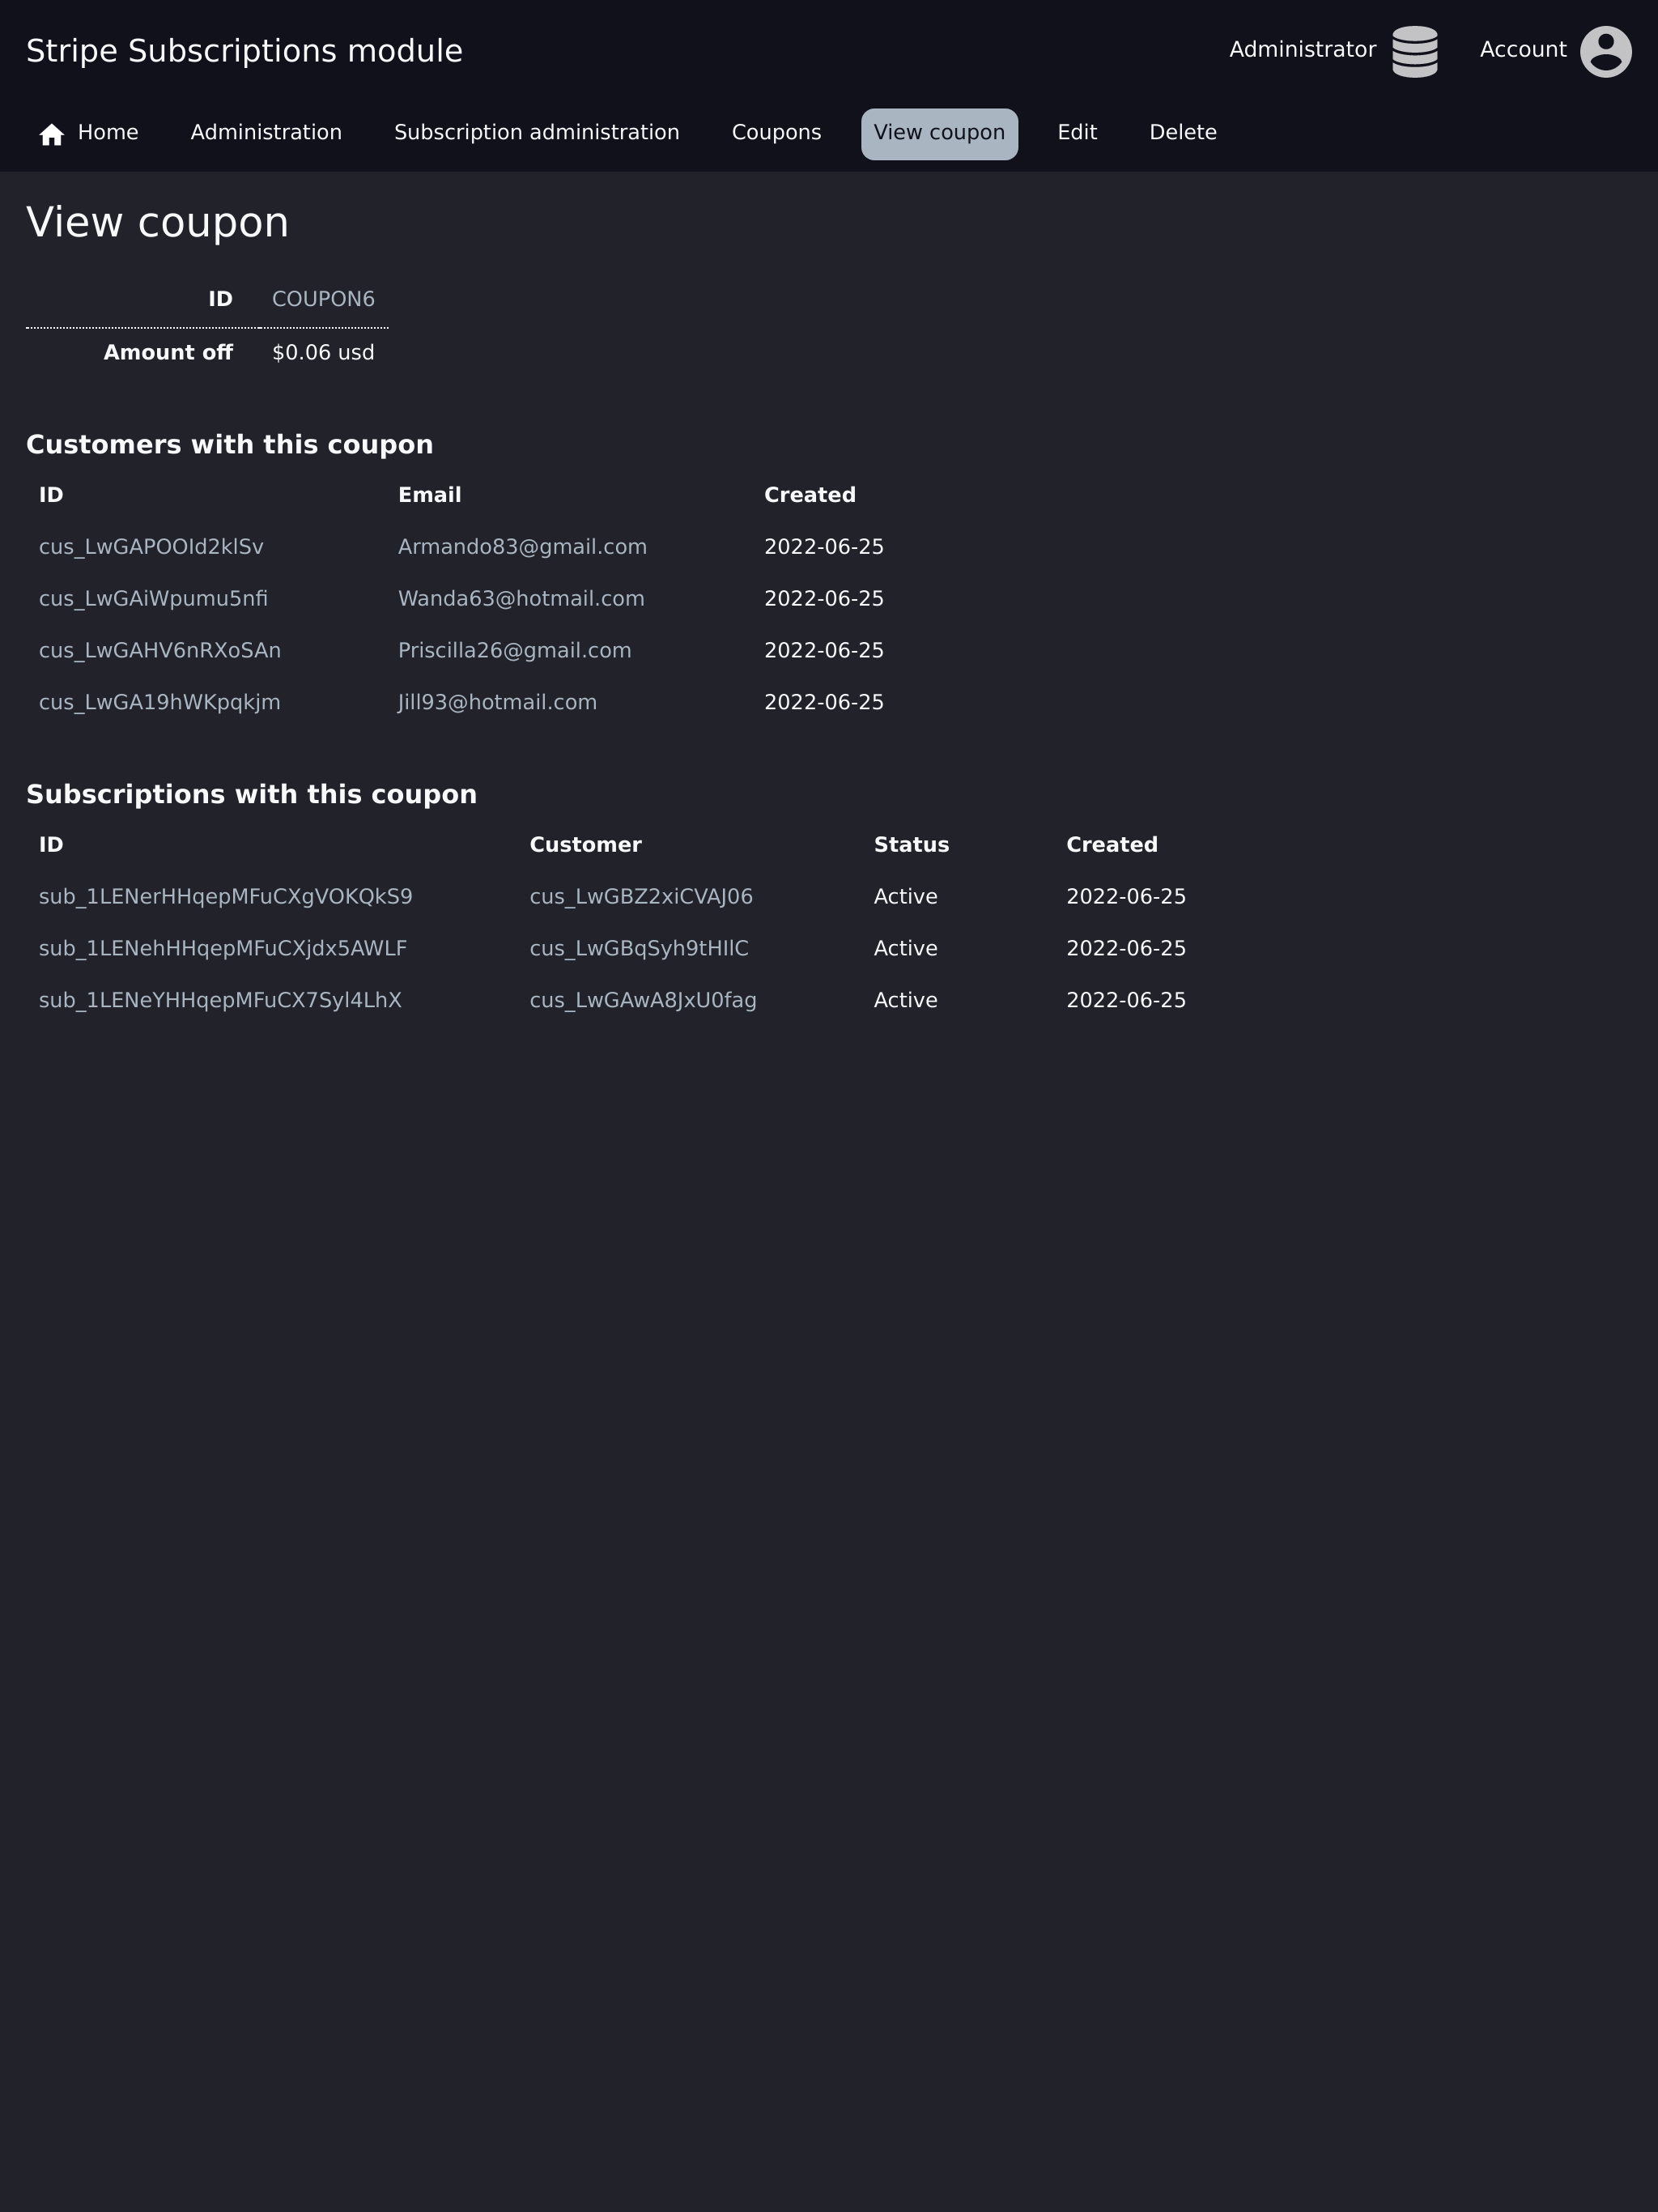 Stripe Subscriptions module
Administrator Account
Home Administration Subscription administration Coupons View coupon Edit Delete
View coupon
ID COUPON6
Amount off $0.06 usd
Customers with this coupon
ID Email Created
cus_LwGAPOOId2klSv Armando83@gmail.com 2022-06-25
cus_LwGAiWpumu5nfi Wanda63@hotmail.com 2022-06-25
cus_LwGAHV6nRXoSAn Priscilla26@gmail.com 2022-06-25
cus_LwGA19hWKpqkjm Jill93@hotmail.com 2022-06-25
Subscriptions with this coupon
ID Customer Status Created
sub_1LENerHHqepMFuCXgVOKQkS9 cus_LwGBZ2xiCVAJ06 Active 2022-06-25
sub_1LENehHHqepMFuCXjdx5AWLF cus_LwGBqSyh9tHIlC Active 2022-06-25
sub_1LENeYHHqepMFuCX7Syl4LhX cus_LwGAwA8JxU0fag Active 2022-06-25